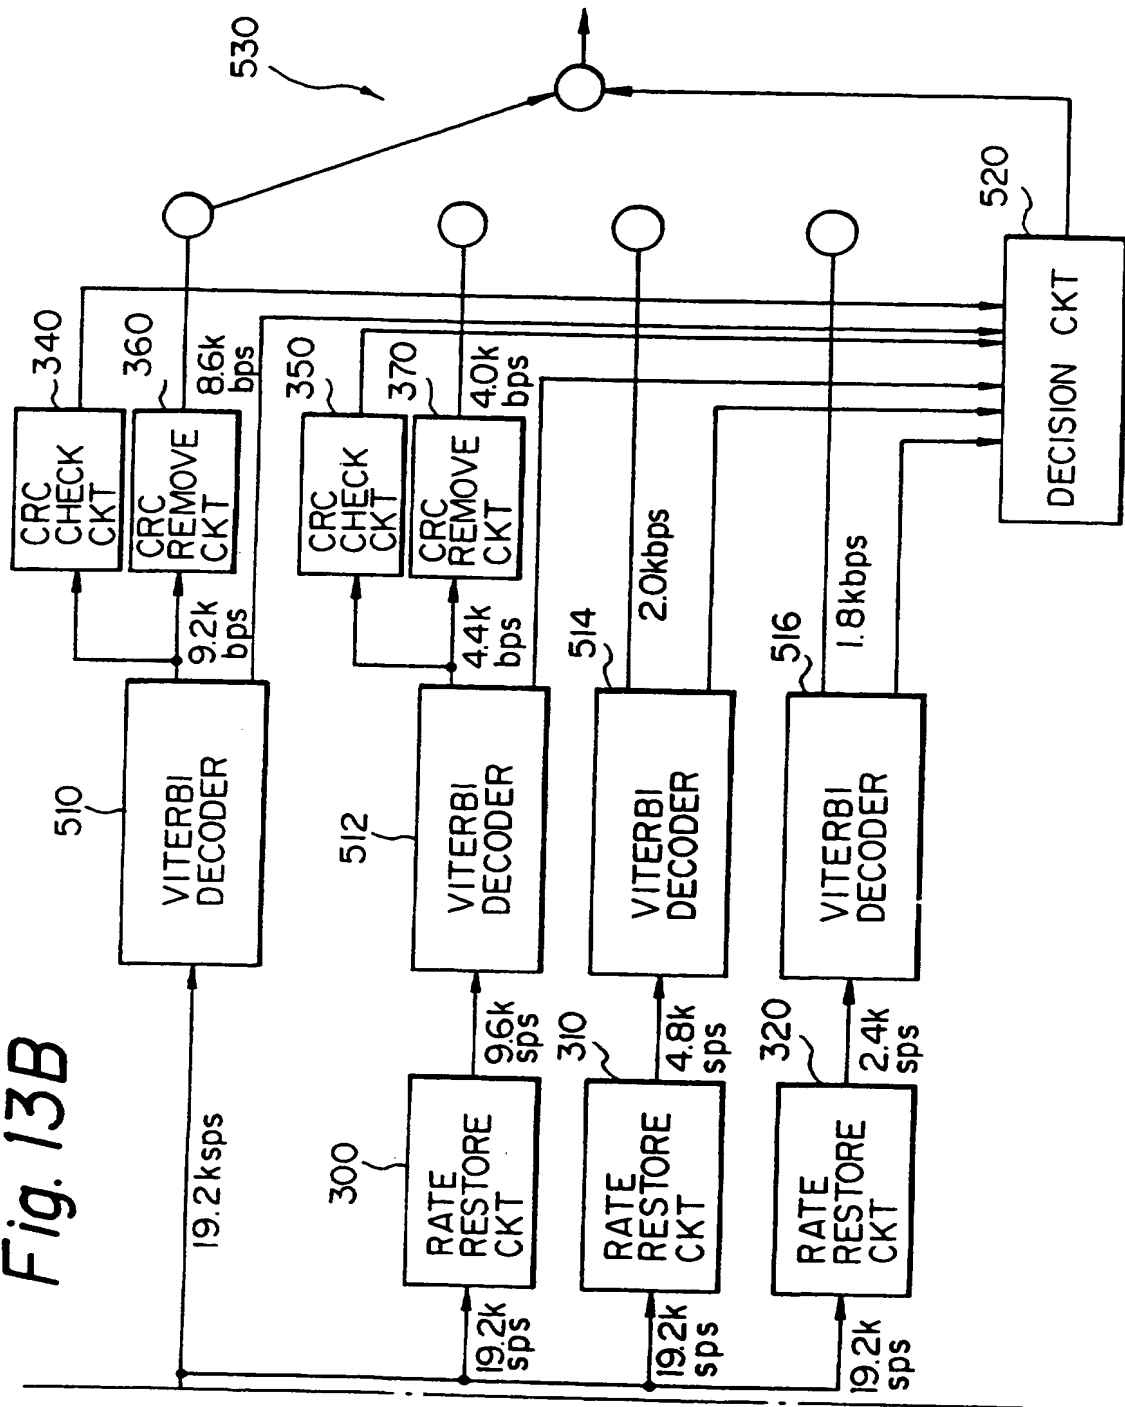 Fig. 13B
530
340
CRC
CHECK
CKT
360
CRC
REMOVE
CKT
8.6k
bps
9.2k
bps
510
VITERBI
DECODER
19.2ksps
350
CRC
CHECK
CKT
370
CRC
REMOVE
CKT
4.0k
bps
4.4k
bps
512
VITERBI
DECODER
9.6k
sps
300
RATE
RESTORE
CKT
19.2k
sps
2.0kbps
514
VITERBI
DECODER
4.8k
sps
310
RATE
RESTORE
CKT
19.2k
sps
1.8kbps
516
VITERBI
DECODER
2.4k
sps
320
RATE
RESTORE
CKT
19.2k
sps
520
DECISION CKT